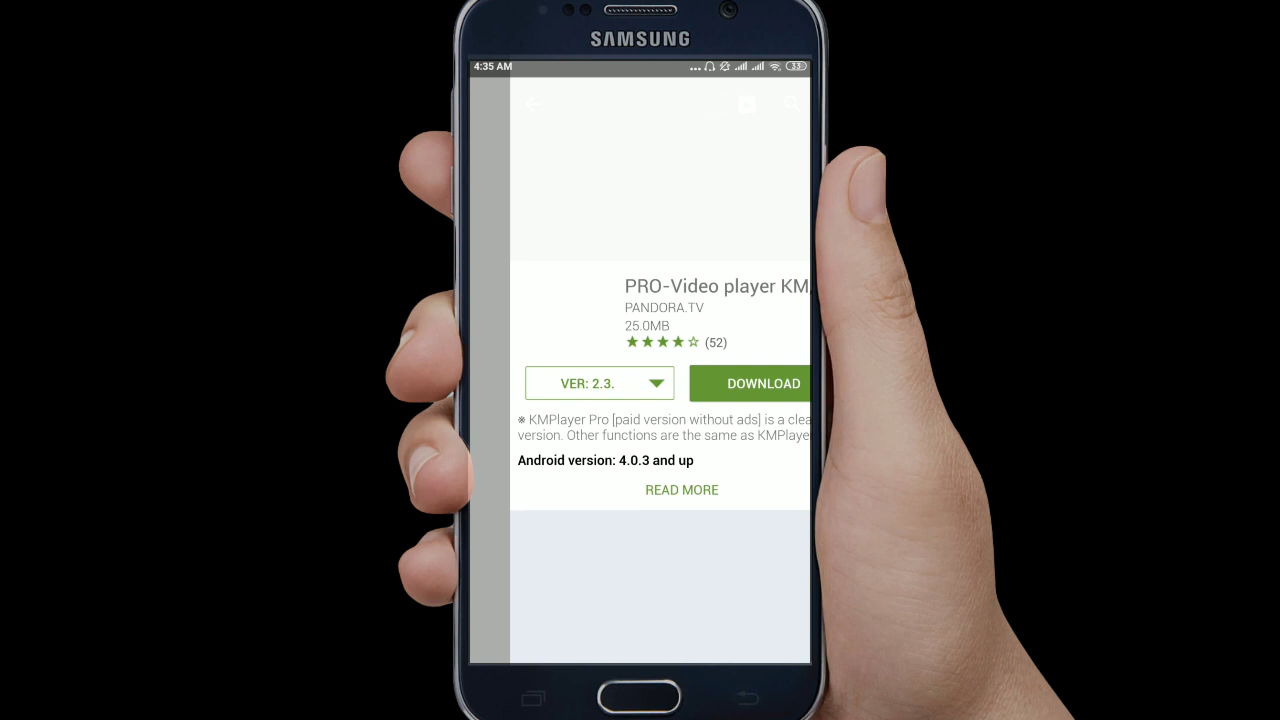 SAMSUNG
4:35 AM
33
PRO-Video player KM
PANDORA.TV
25.0MB
(52)
VER: 2.3.
DOWNLOAD
※ KMPlayer Pro [paid version without ads] is a clea
version. Other functions are the same as KMPlaye
Android version: 4.0.3 and up
READ MORE